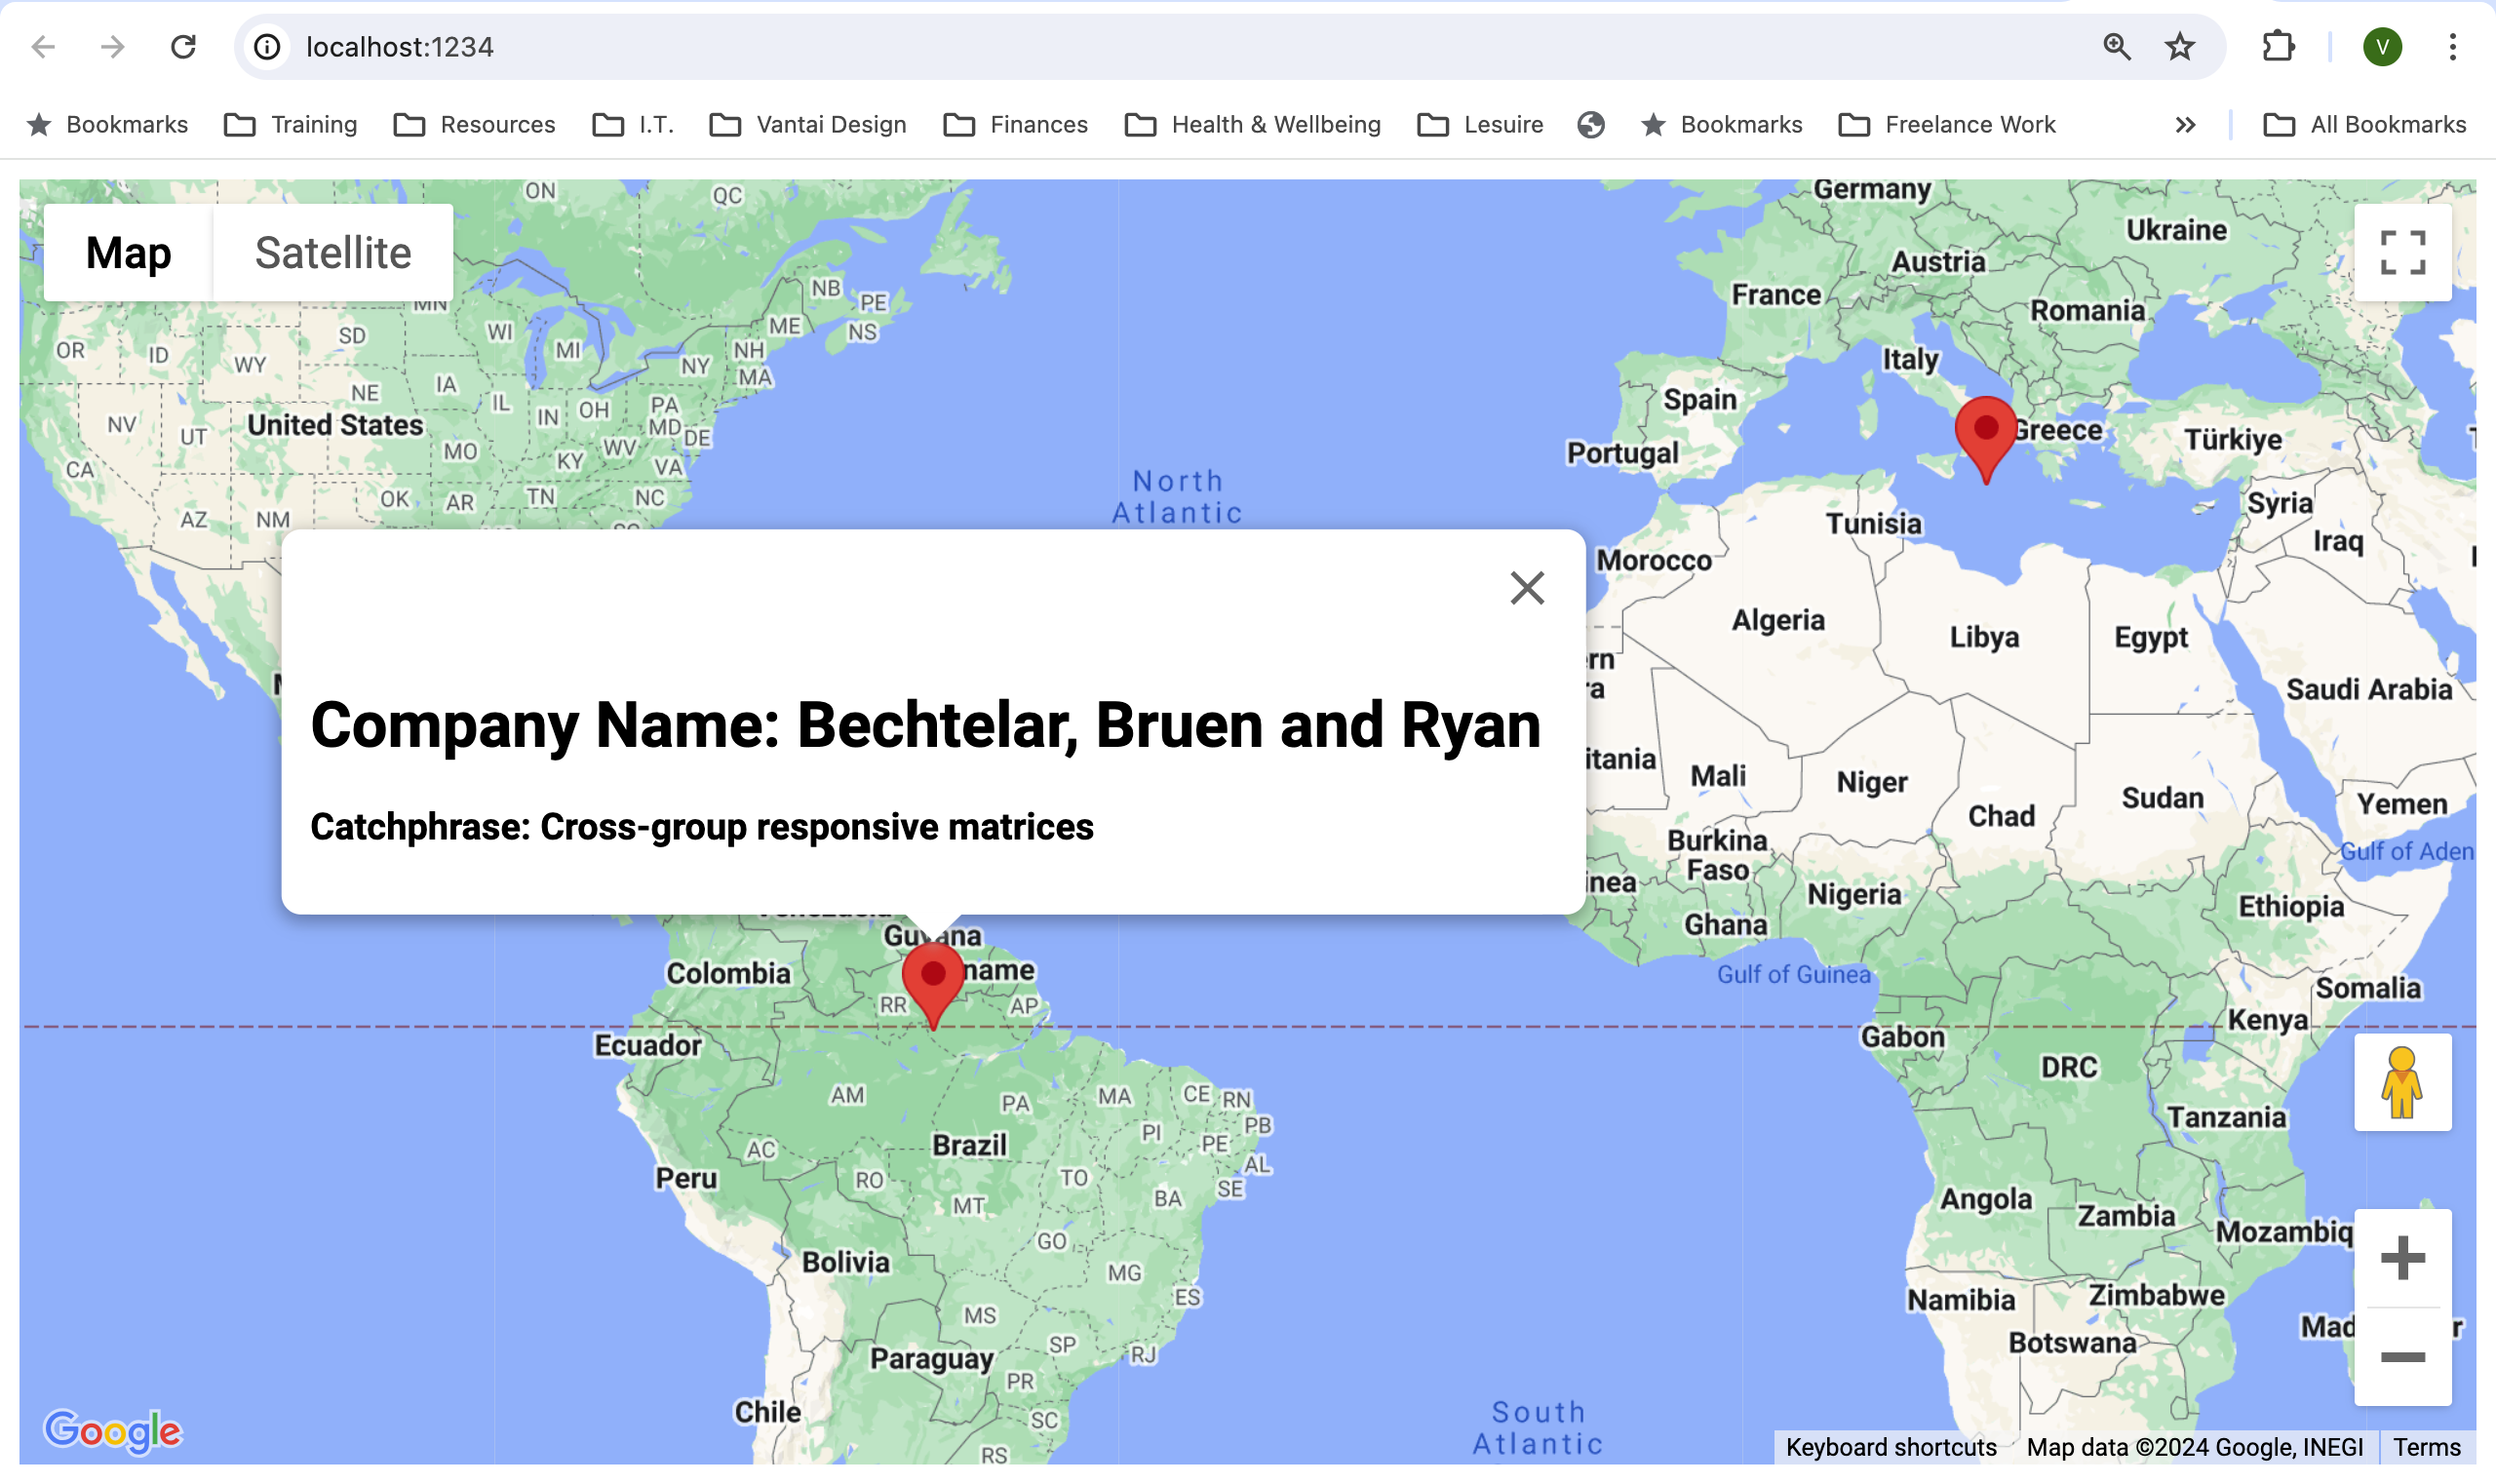 localhost:1234
V
Bookmarks Training Resources I.T. Vantai Design Finances Health & Wellbeing Lesuire Bookmarks Freelance Work All Bookmarks
Map Satellite
ON QC
Germany
Ukraine
Austria
France
Romania
Italy
Spain
Portugal
Greece
Türkiye
Syria
Iraq
Tunisia
Morocco
Algeria
Libya
Egypt
Saudi Arabia
Mali
Niger
Chad
Sudan
Yemen
Burkina
Faso
Nigeria
Ghana
Gulf of Aden
Ethiopia
Gulf of Guinea
Somalia
Kenya
Gabon
DRC
Tanzania
Angola
Zambia
Mozambiq
Namibia
Zimbabwe
Botswana
MN NB PE
ME NS
OR ID WY SD WI MI NY NH
MA
NE IA IL IN OH PA
NV UT MD DE
United States
CA MO KY WV VA
AZ NM OK AR TN NC
North
Atlantic
Company Name: Bechtelar, Bruen and Ryan
Catchphrase: Cross-group responsive matrices
Guyana
Colombia
name
RR AP
Ecuador
AM PA MA CE RN
PB
PI PE
Brazil
AC AL
Peru RO TO SE
MT BA
GO
Bolivia MG
ES
MS
SP RJ
Paraguay
PR
Chile SC
RS
South
Atlantic
Google
Keyboard shortcuts Map data ©2024 Google, INEGI Terms